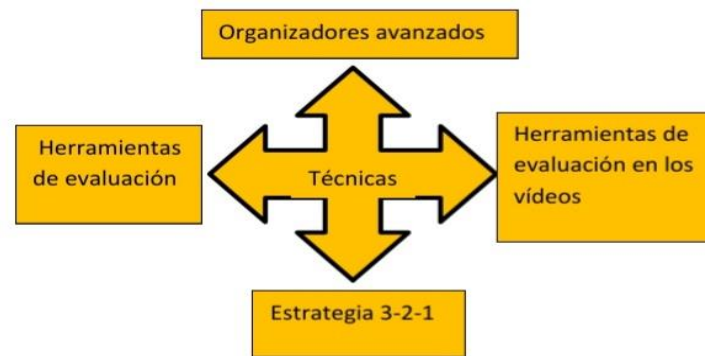 Organizadores avanzados
Herramientas
de evaluación
Técnicas
Herramientas de
evaluación en los
vídeos
Estrategia 3-2-1